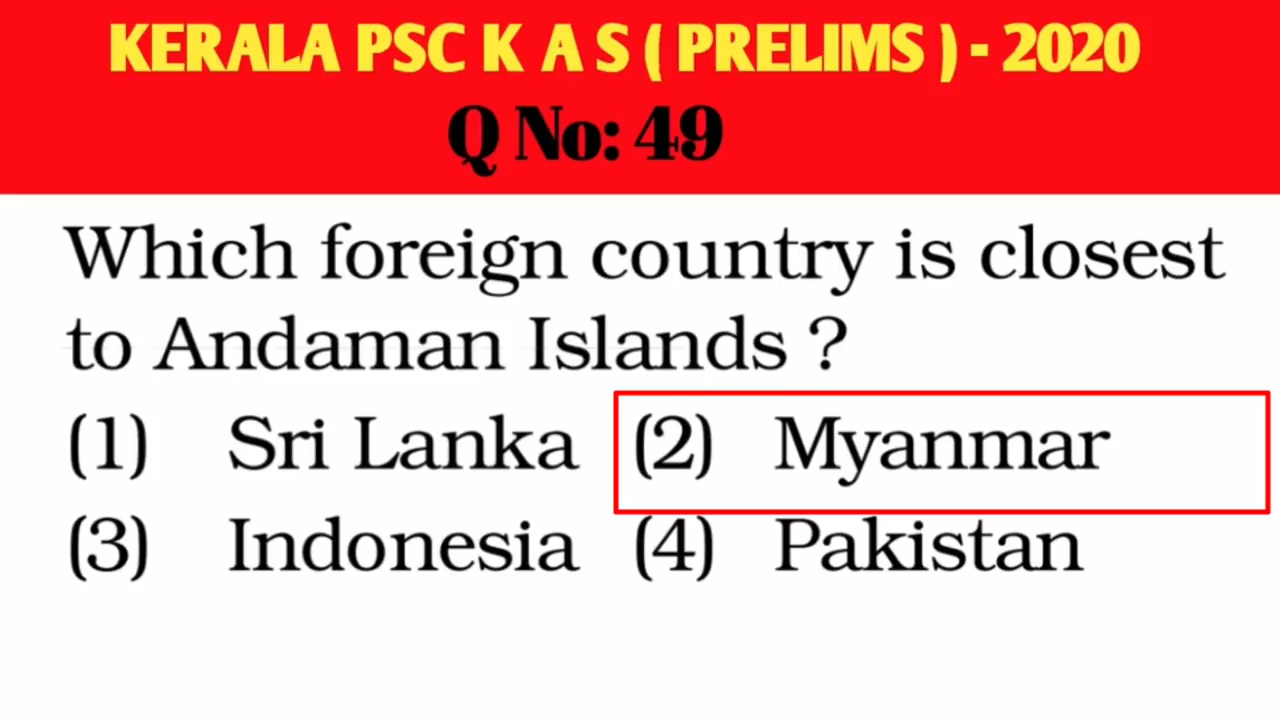 KERALA PSC K A S ( PRELIMS ) - 2020
Q No: 49
Which foreign country is closest
to Andaman Islands ?
(1) Sri Lanka (2) Myanmar
(3) Indonesia (4) Pakistan